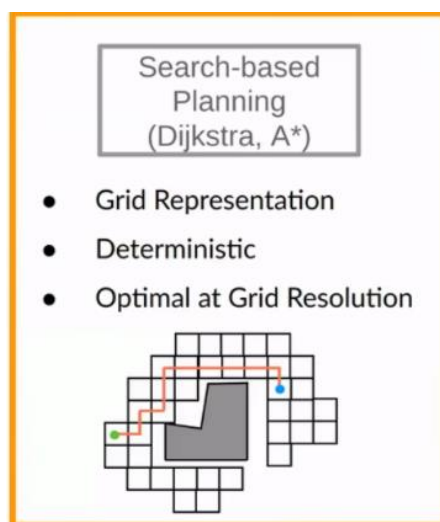 Search-based
Planning
(Dijkstra, A*)
● Grid Representation
● Deterministic
● Optimal at Grid Resolution